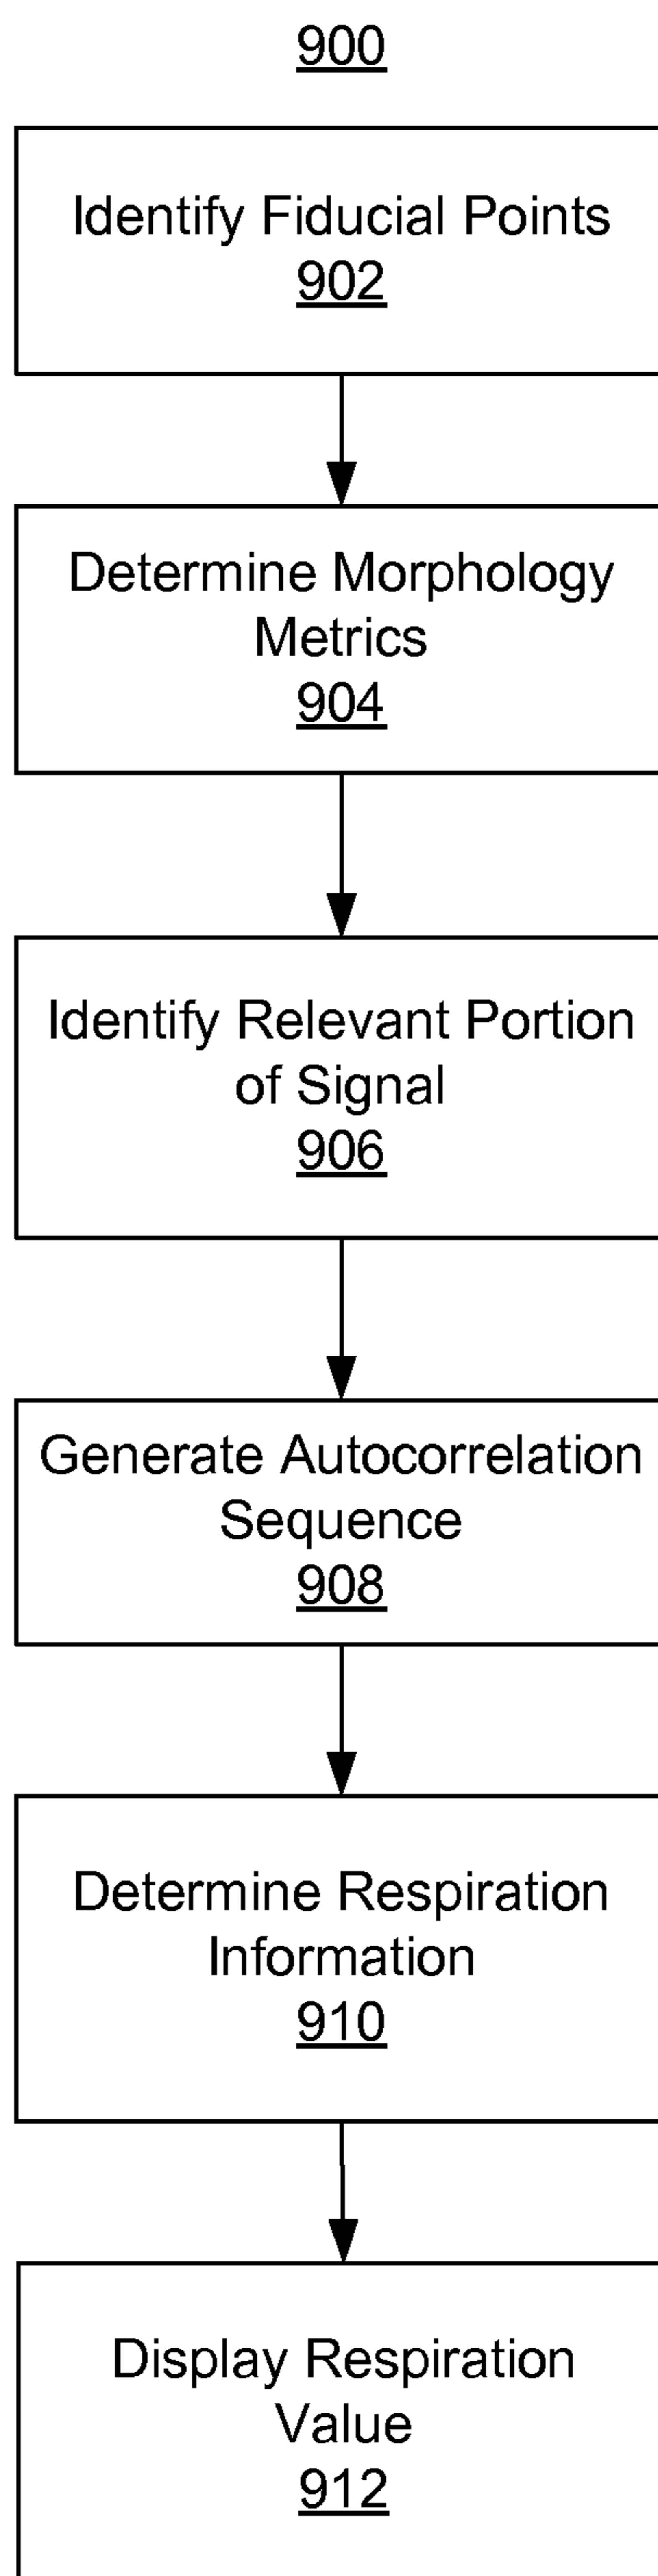 900
Identify Fiducial Points
902
Determine Morphology
Metrics
904
Identify Relevant Portion
of Signal
906
Generate Autocorrelation
Sequence
908
Determine Respiration
Information
910
Display Respiration
Value
912